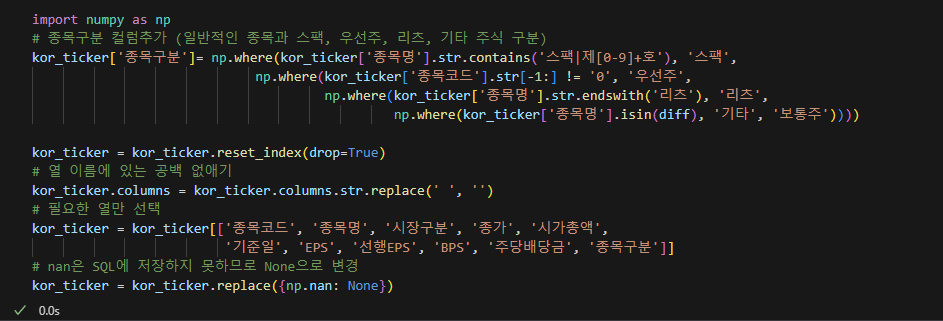 import numpy as np
# 종목구분 컬럼추가 (일반적인 종목과 스팩, 우선주, 리츠, 기타 주식 구분)
kor_ticker['종목구분']= np.where(kor_ticker['종목명'].str.contains('스팩|제[0-9]+호'), '스팩',
np.where(kor_ticker['종목코드'].str[-1:] != '0', '우선주',
np.where(kor_ticker['종목명'].str.endswith('리츠'), '리츠',
np.where(kor_ticker['종목명'].isin(diff), '기타', '보통주'))))
kor_ticker = kor_ticker.reset_index(drop=True)
# 열 이름에 있는 공백 없애기
kor_ticker.columns = kor_ticker.columns.str.replace(' ', '')
# 필요한 열만 선택
kor_ticker = kor_ticker[['종목코드', '종목명', '시장구분', '종가', '시가총액',
'기준일', 'EPS', '선행EPS', 'BPS', '주당배당금', '종목구분']]
# nan은 SQL에 저장하지 못하므로 None으로 변경
kor_ticker = kor_ticker.replace({np.nan: None})
0.0s